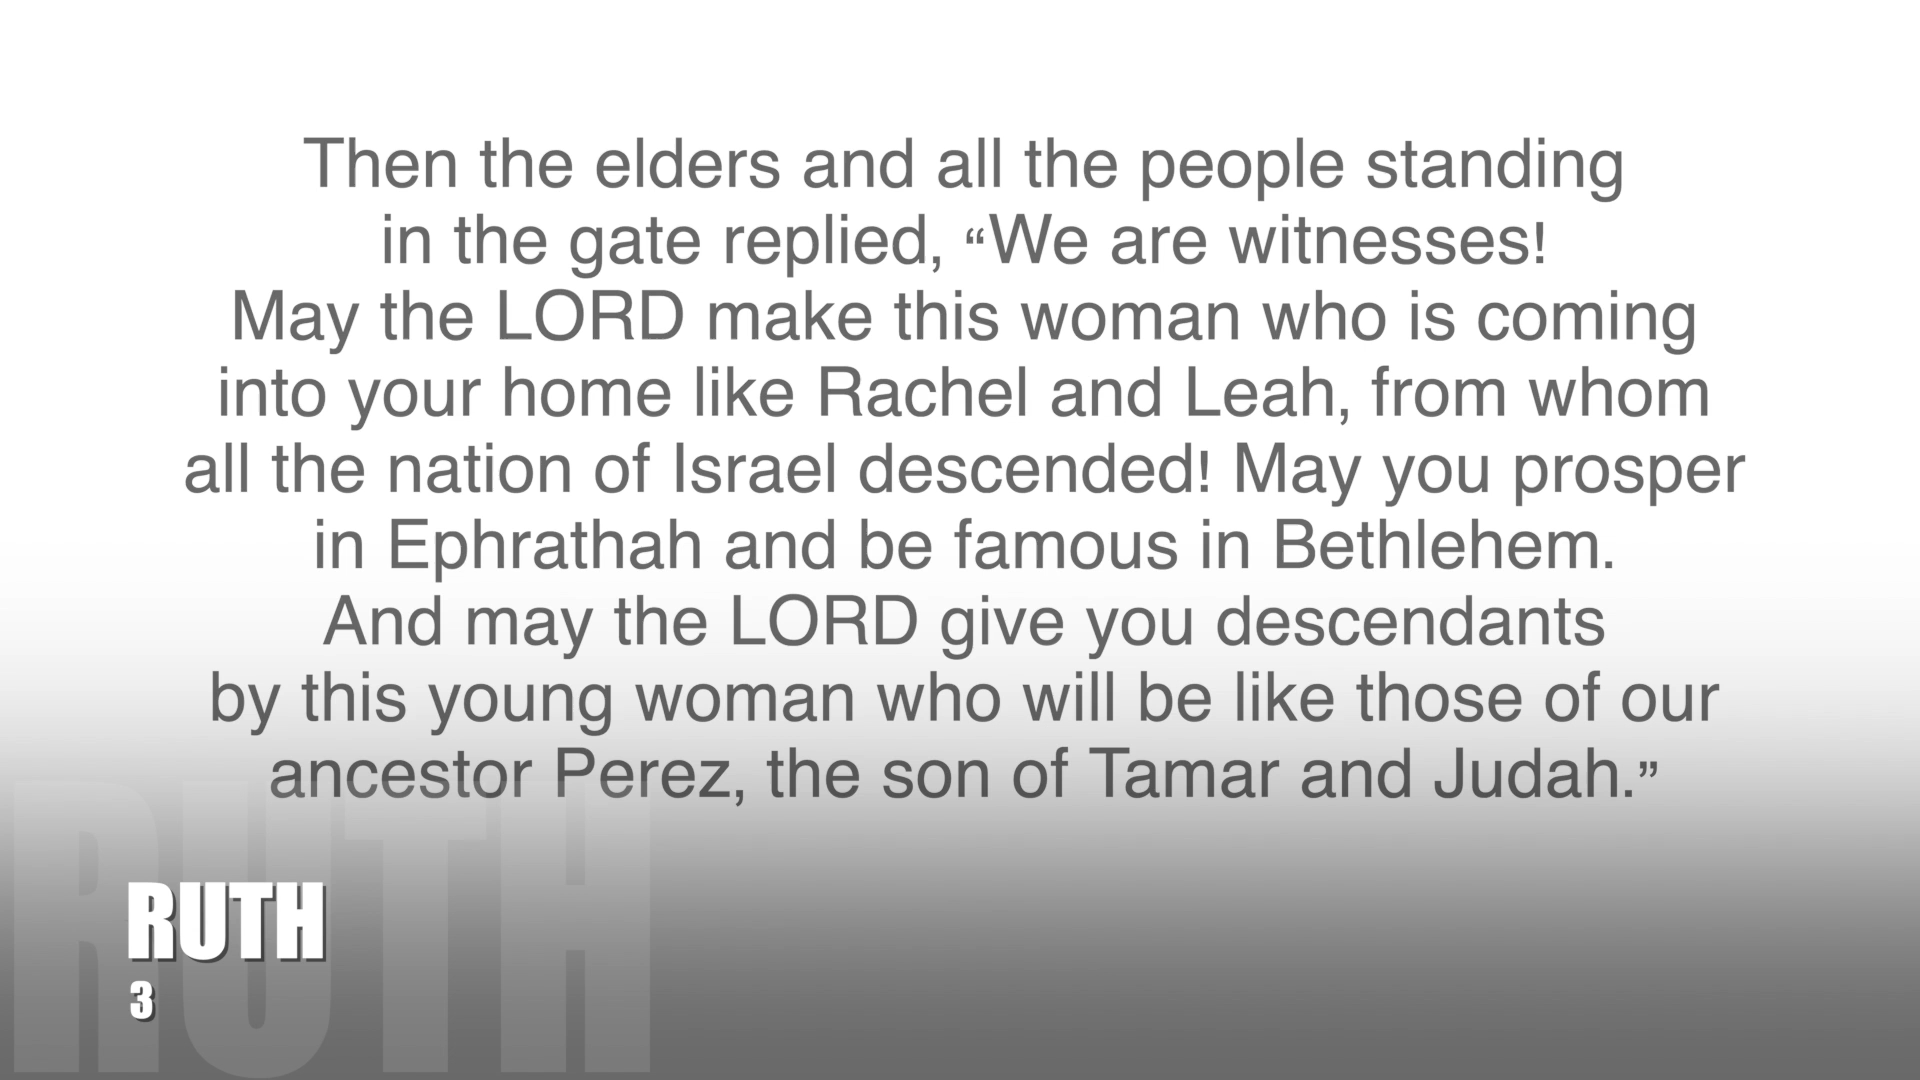 Then the elders and all the people standing
in the gate replied, “We are witnesses!
May the LORD make this woman who is coming
into your home like Rachel and Leah, from whom
all the nation of Israel descended! May you prosper
in Ephrathah and be famous in Bethlehem.
And may the LORD give you descendants
by this young woman who will be like those of our
ancestor Perez, the son of Tamar and Judah.”
RUTH
RUTH
3